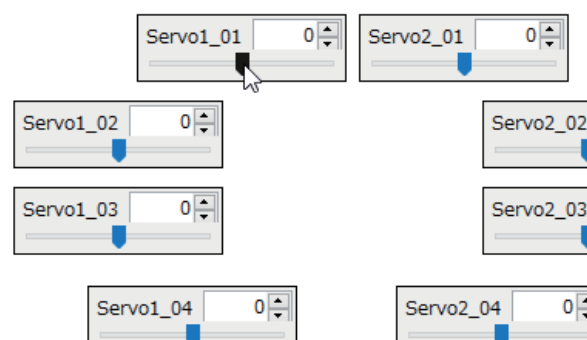 Servo1_01 0 Servo2_01 0
Servo1_02 0 Servo2_02
Servo1_03 0 Servo2_03
Servo1_04 0 Servo2_04 0